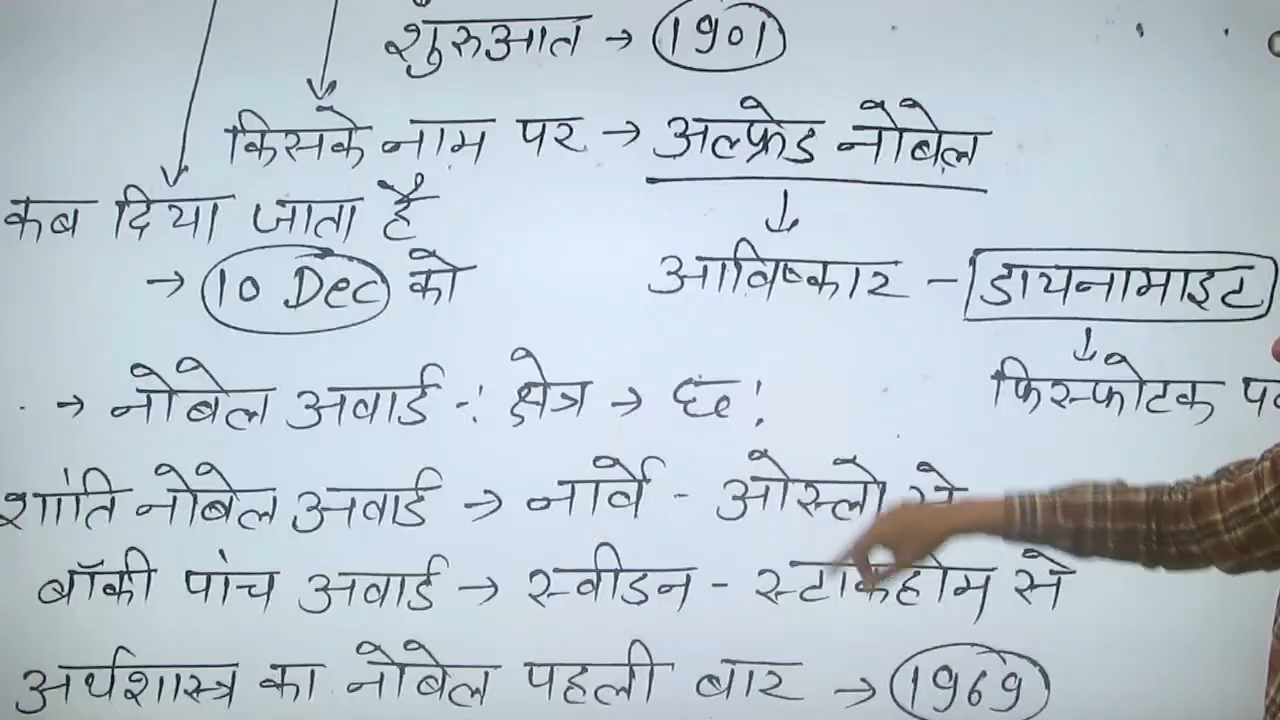 शुरुआत → 1901
किसके नाम पर → अल्फ्रेड नोबेल
कब दिया जाता है
→ 10 Dec को
↓
आविष्कार - डायनामाइट
↓
फिस्फोटक
→ नोबेल अवार्ड -: क्षेत्र → छः
शांति नोबेल अवार्ड → नार्वे - ओस्लो से
बॉकी पांच अवार्ड → स्वीडन - स्टाकहोम से
अर्थशास्त्र का नोबेल पहली बार → 1969